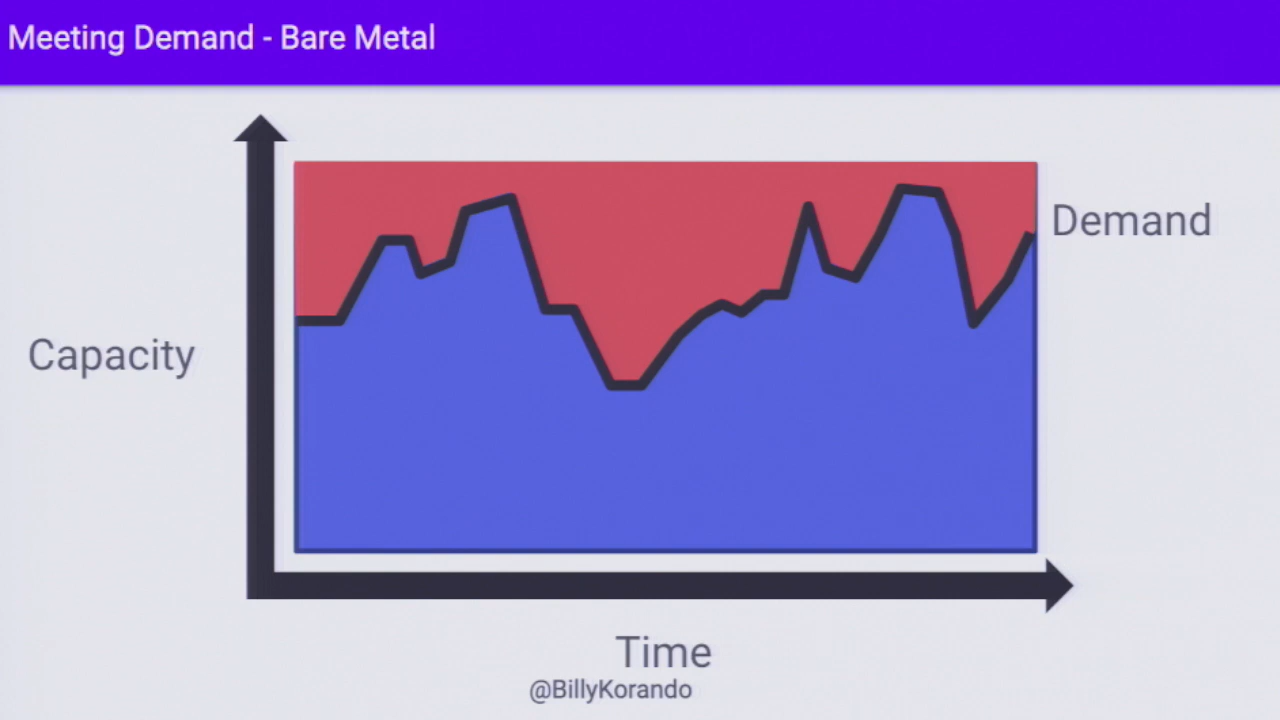 Meeting Demand - Bare Metal
Demand
Capacity
Time
@BillyKorando